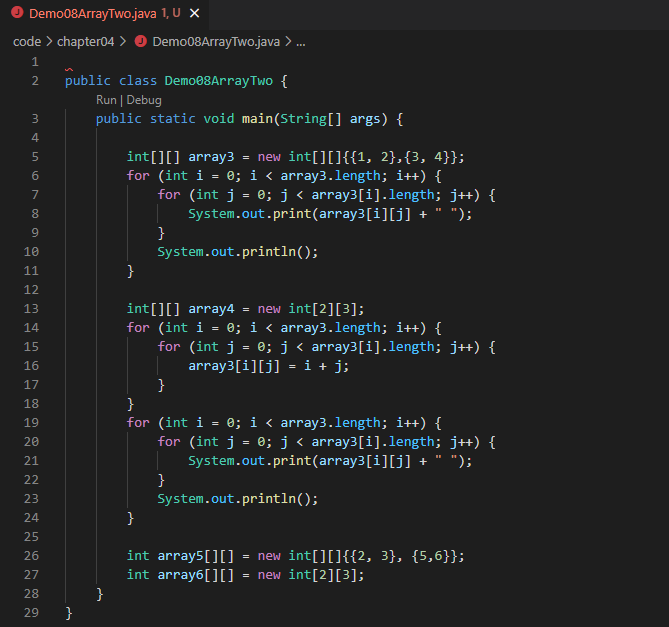 Demo08ArrayTwo.java 1, U ×
code > chapter04 > Demo08ArrayTwo.java > ...
1
2 public class Demo08ArrayTwo {
Run | Debug
3 public static void main(String[] args) {
4
5 int[][] array3 = new int[][]{{1, 2},{3, 4}};
6 for (int i = 0; i < array3.length; i++) {
7 for (int j = 0; j < array3[i].length; j++) {
8 System.out.print(array3[i][j] + " ");
9 }
10 System.out.println();
11 }
12
13 int[][] array4 = new int[2][3];
14 for (int i = 0; i < array3.length; i++) {
15 for (int j = 0; j < array3[i].length; j++) {
16 array3[i][j] = i + j;
17 }
18 }
19 for (int i = 0; i < array3.length; i++) {
20 for (int j = 0; j < array3[i].length; j++) {
21 System.out.print(array3[i][j] + " ");
22 }
23 System.out.println();
24 }
25
26 int array5[][] = new int[][]{{2, 3}, {5,6}};
27 int array6[][] = new int[2][3];
28 }
29 }